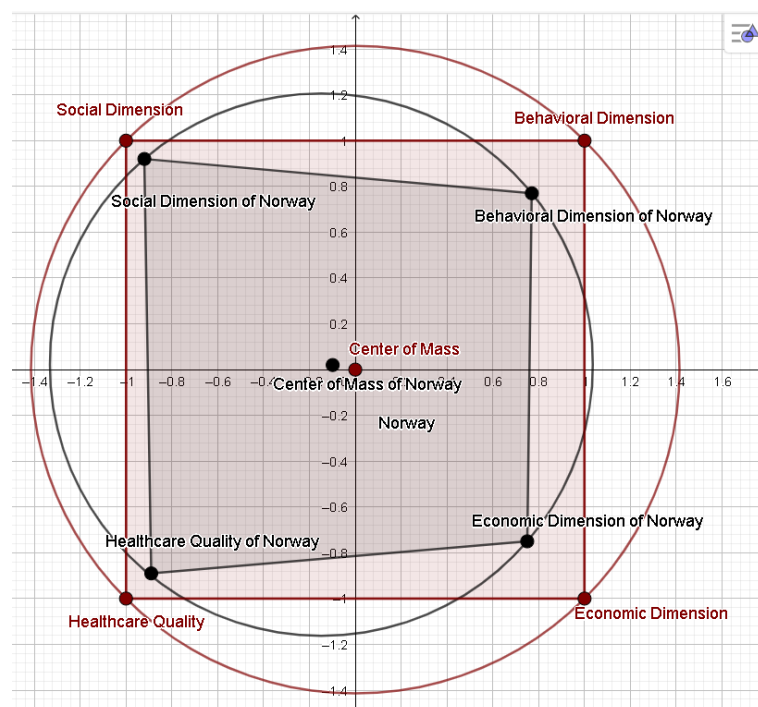 1.4
1.2
Social Dimension
Behavioral Dimension
1
Social Dimension of Norway
0.8
Behavioral Dimension of Norway
0.6
0.4
0.2
Center of Mass
−1.4 −1.2 −1 −0.8 −0.6 0.6 0.8 1 1.2 1.4 1.6
Center of Mass of Norway
−0.2
Norway
−0.4
Economic Dimension of Norway
−0.6
Healthcare Quality of Norway
−0.8
−1
Healthcare Quality
Economic Dimension
−1.2
−1.4